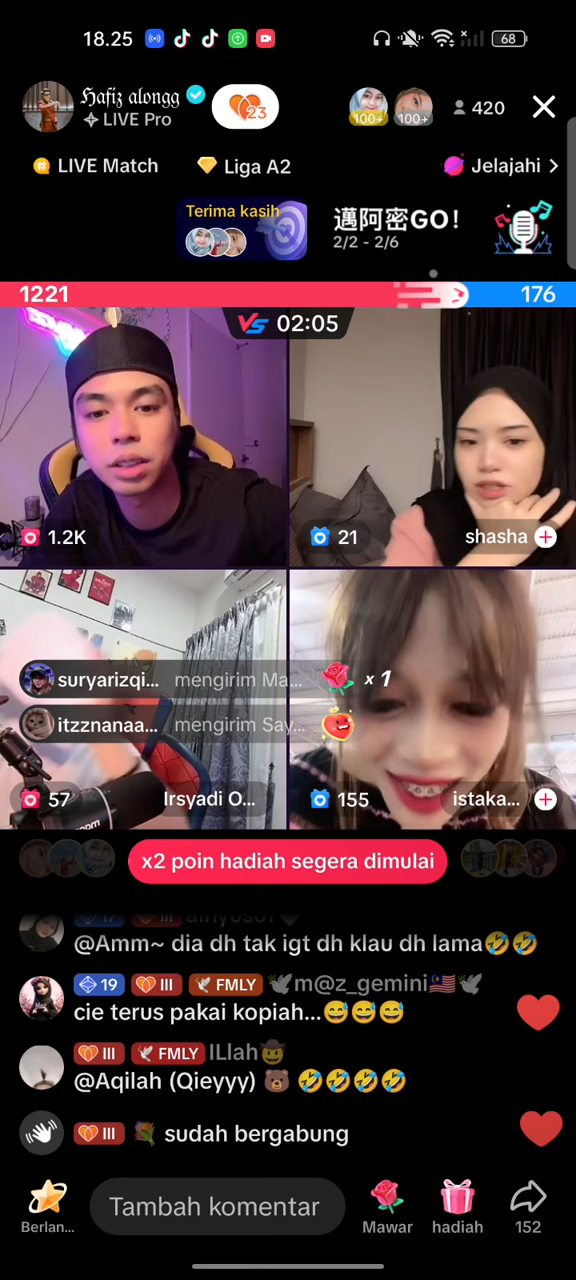 18.25
68
ℌafiz alongg
LIVE Pro
23
100+
100+
420
LIVE Match
Liga A2
Jelajahi >
Terima kasih
邁阿密GO!
2/2 - 2/6
1221
176
VS 02:05
1.2K
21
shasha
suryarizqi... mengirim Ma...
x 1
itzznanaa... mengirim Say...
57
Irsyadi O...
155
istaka...
x2 poin hadiah segera dimulai
@Amm~ dia dh tak igt dh klau dh lama🤣🤣
19 III FMLY 🕊️m@z_gemini🇲🇾🕊️
cie terus pakai kopiah...😅😅😅
III FMLY ILlah🤠
@Aqilah (Qieyyy) 🐻 🤣🤣🤣🤣
III 💐 sudah bergabung
Berlan...
Tambah komentar
Mawar
hadiah
152